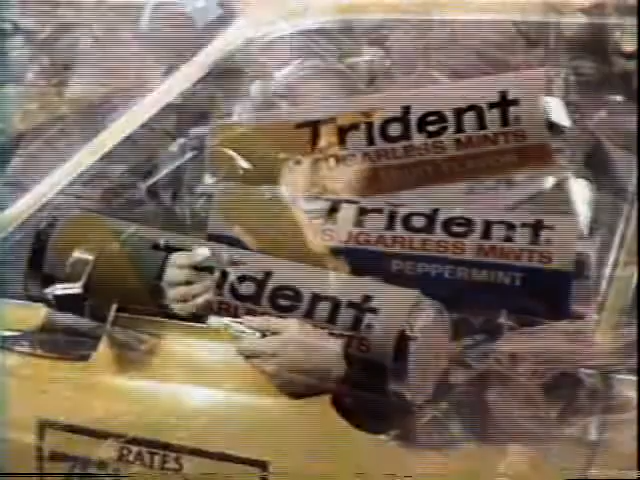 Trident
SUGARLESS MINTS
Trident
SUGARLESS MINTS
PEPPERMINT
Trident
RATES